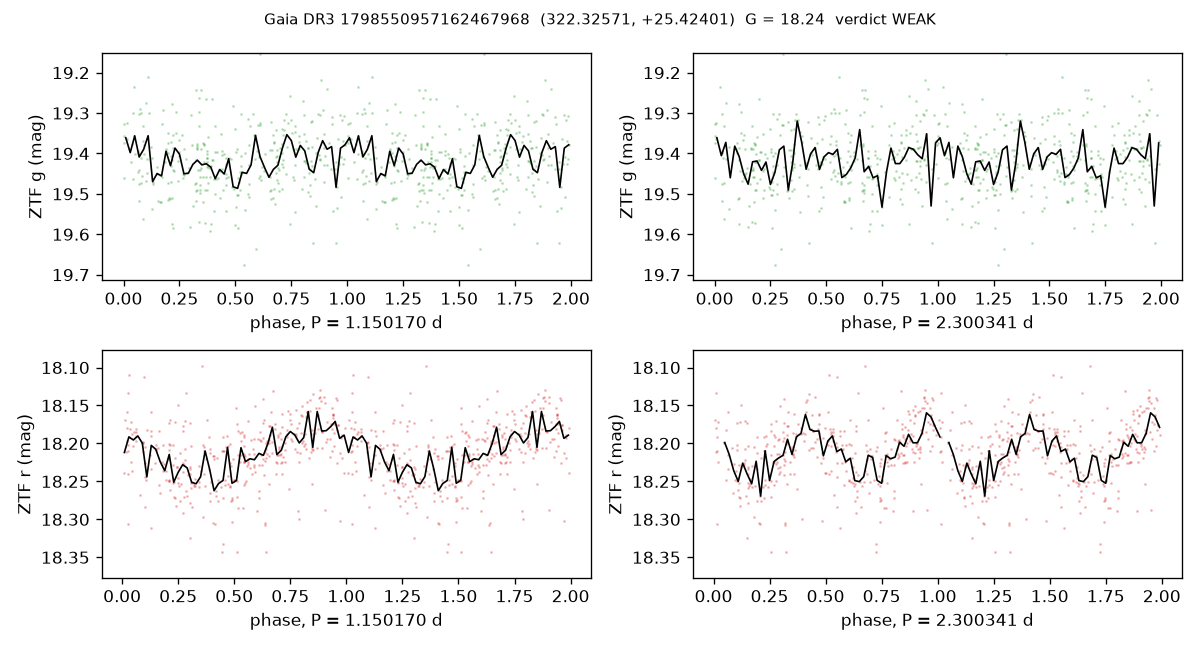 Gaia DR3 1798550957162467968 (322.32571, +25.42401) G = 18.24 verdict WEAK
ZTF g (mag)
19.2
19.3
19.4
19.5
19.6
19.7
0.00 0.25 0.50 0.75 1.00 1.25 1.50 1.75 2.00
phase, P = 1.150170 d
ZTF g (mag)
19.2
19.3
19.4
19.5
19.6
19.7
0.00 0.25 0.50 0.75 1.00 1.25 1.50 1.75 2.00
phase, P = 2.300341 d
ZTF r (mag)
18.10
18.15
18.20
18.25
18.30
18.35
0.00 0.25 0.50 0.75 1.00 1.25 1.50 1.75 2.00
phase, P = 1.150170 d
ZTF r (mag)
18.10
18.15
18.20
18.25
18.30
18.35
0.00 0.25 0.50 0.75 1.00 1.25 1.50 1.75 2.00
phase, P = 2.300341 d